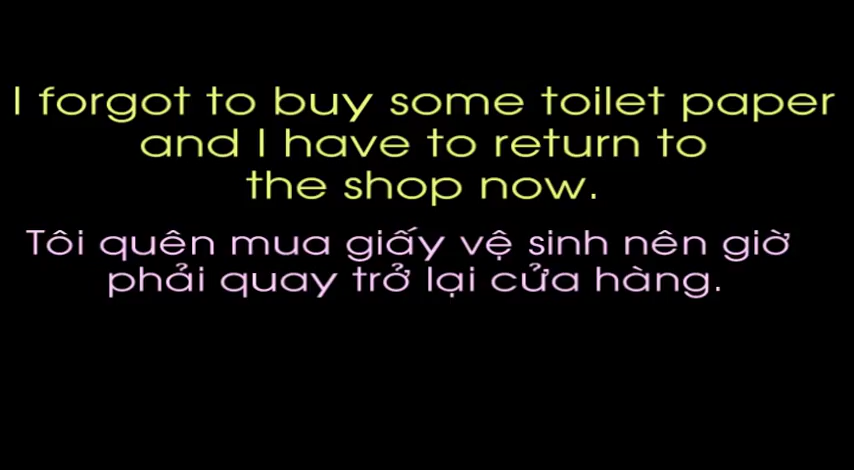 I forgot to buy some toilet paper
and I have to return to
the shop now.
Tôi quên mua giấy vệ sinh nên giờ
phải quay trở lại cửa hàng.